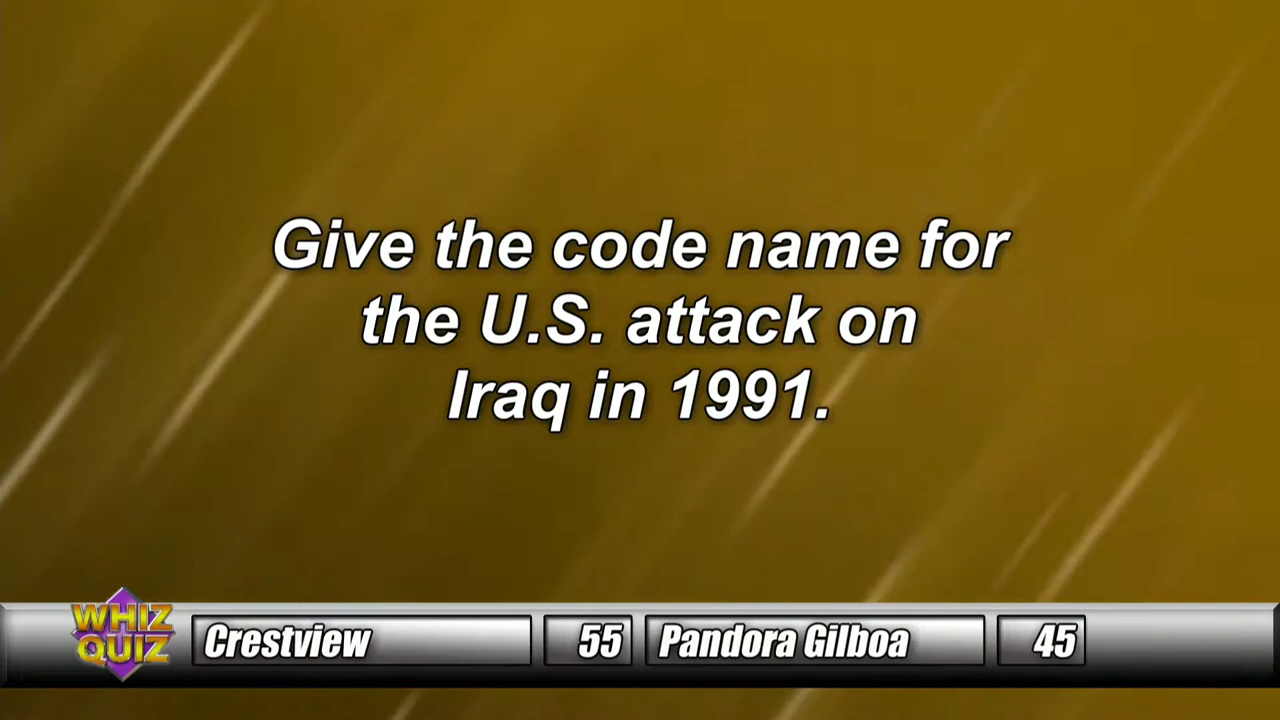 Give the code name for
the U.S. attack on
Iraq in 1991.
WHIZ
QUIZ
Crestview 55 Pandora Gilboa 45